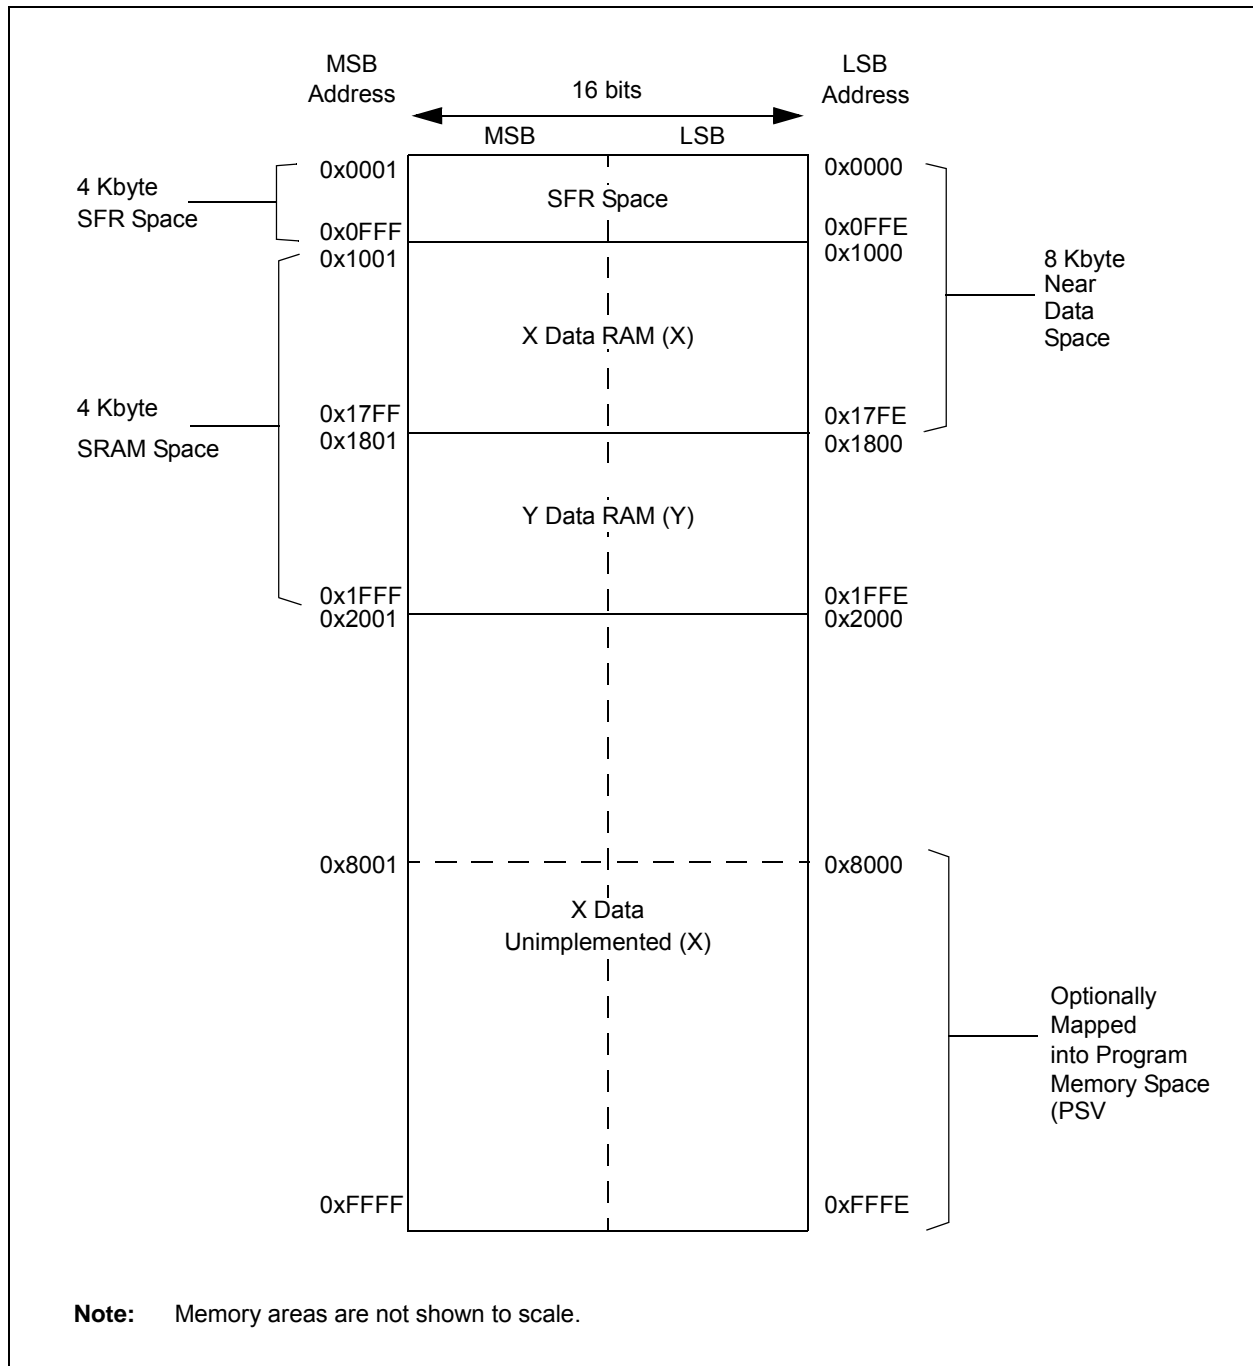 MSB
Address
LSB
Address
16 bits
MSB
LSB
0x0001
0x0000
4 Kbyte
SFR Space
SFR Space
0x0FFF
0x0FFE
0x1001
0x1000
8 Kbyte
Near
Data
Space
X Data RAM (X)
4 Kbyte
SRAM Space
0x17FF
0x17FE
0x1801
0x1800
Y Data RAM (Y)
0x1FFF
0x1FFE
0x2001
0x2000
0x8001
0x8000
X Data
Unimplemented (X)
Optionally
Mapped
into Program
Memory Space
(PSV
0xFFFF
0xFFFE
Note: Memory areas are not shown to scale.